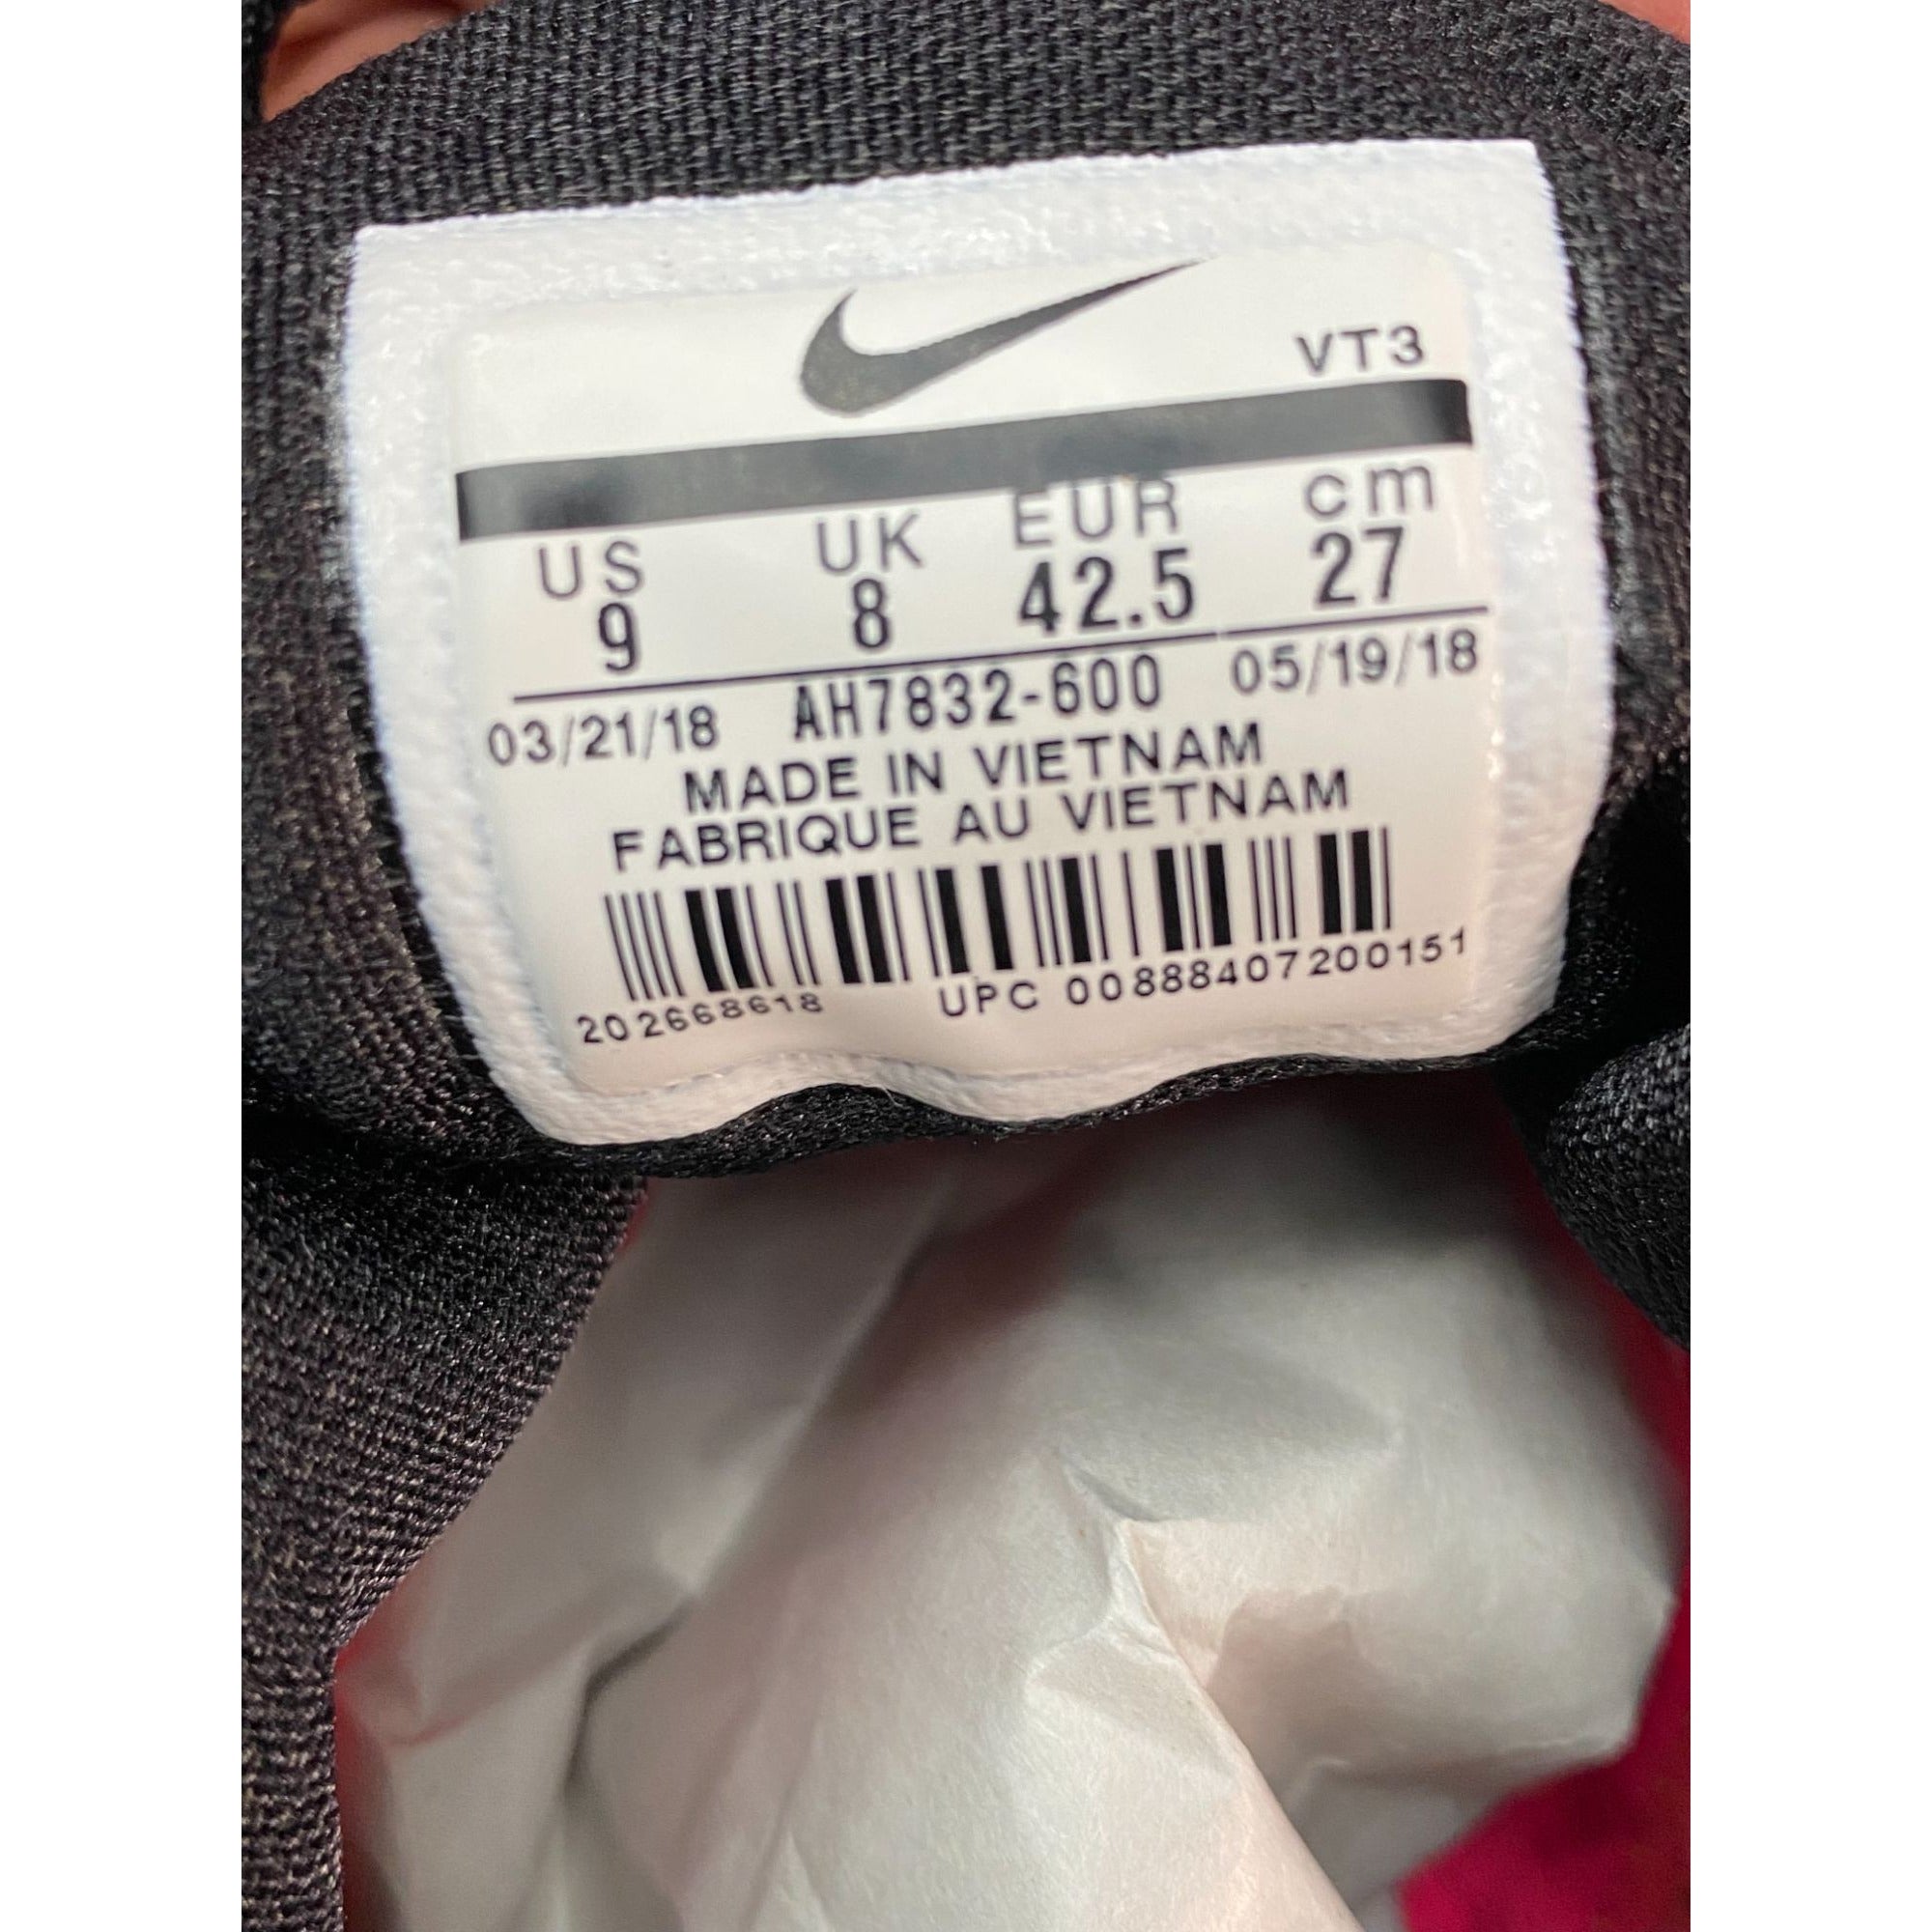 VT3
US UK EUR cm
9 8 42.5 27
03/21/18 AH7832-600 05/19/18
MADE IN VIETNAM
FABRIQUE AU VIETNAM
202668618 UPC 00888407200151